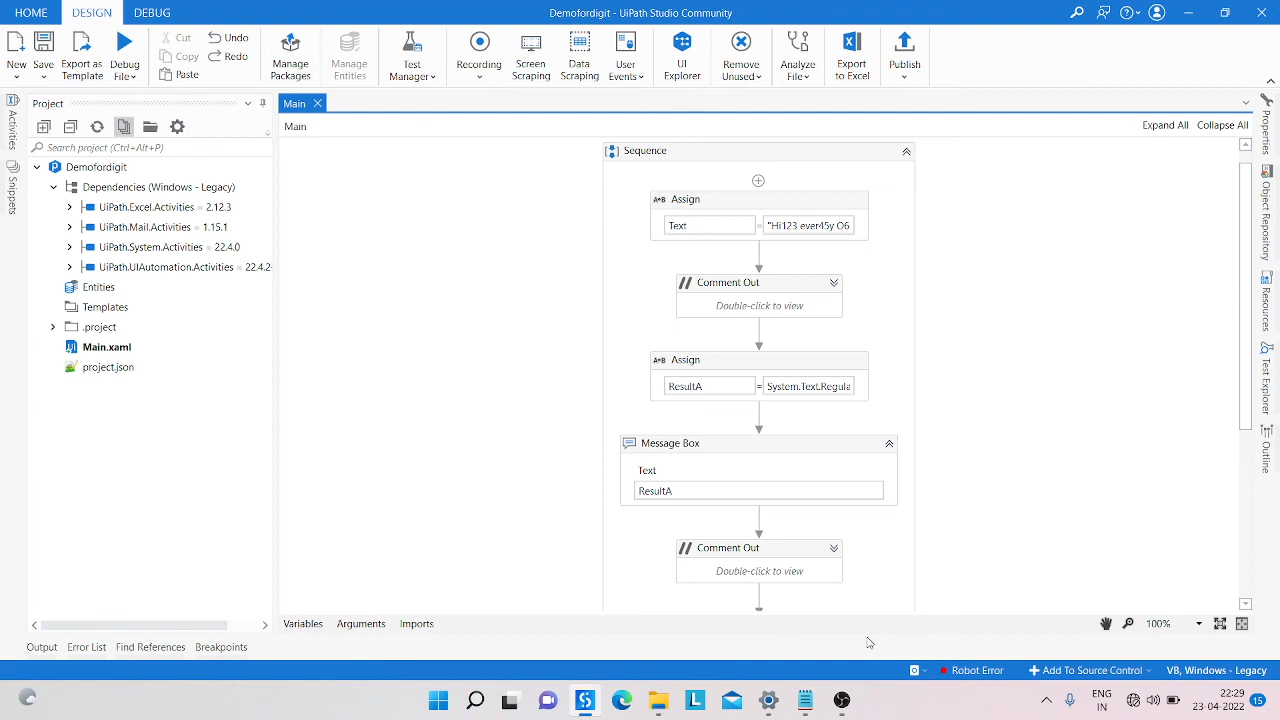 HOME DESIGN DEBUG Demofordigit - UiPath Studio Community
New Save Export as Template Debug File Cut Copy Paste Undo Redo Manage Packages Manage Entities Test Manager Recording Screen Scraping Data Scraping User Events UI Explorer Remove Unused Analyze File Export to Excel Publish
Activities
Snippets
Project
Search project (Ctrl+Alt+P)
Demofordigit
Dependencies (Windows - Legacy)
UiPath.Excel.Activities = 2.12.3
UiPath.Mail.Activities = 1.15.1
UiPath.System.Activities = 22.4.0
UiPath.UIAutomation.Activities = 22.4.2
Entities
Templates
.project
Main.xaml
project.json
Main
Main Expand All Collapse All
Sequence
A*B Assign
Text = "Hi123 ever45y O6
// Comment Out
Double-click to view
A*B Assign
ResultA = System.Text.Regula
Message Box
Text
ResultA
// Comment Out
Double-click to view
Properties
Object Repository
Resources
Test Explorer
Outline
Variables Arguments Imports 100%
Output Error List Find References Breakpoints
Robot Error Add To Source Control VB, Windows - Legacy
ENG
IN
22:29
23-04-2022
15